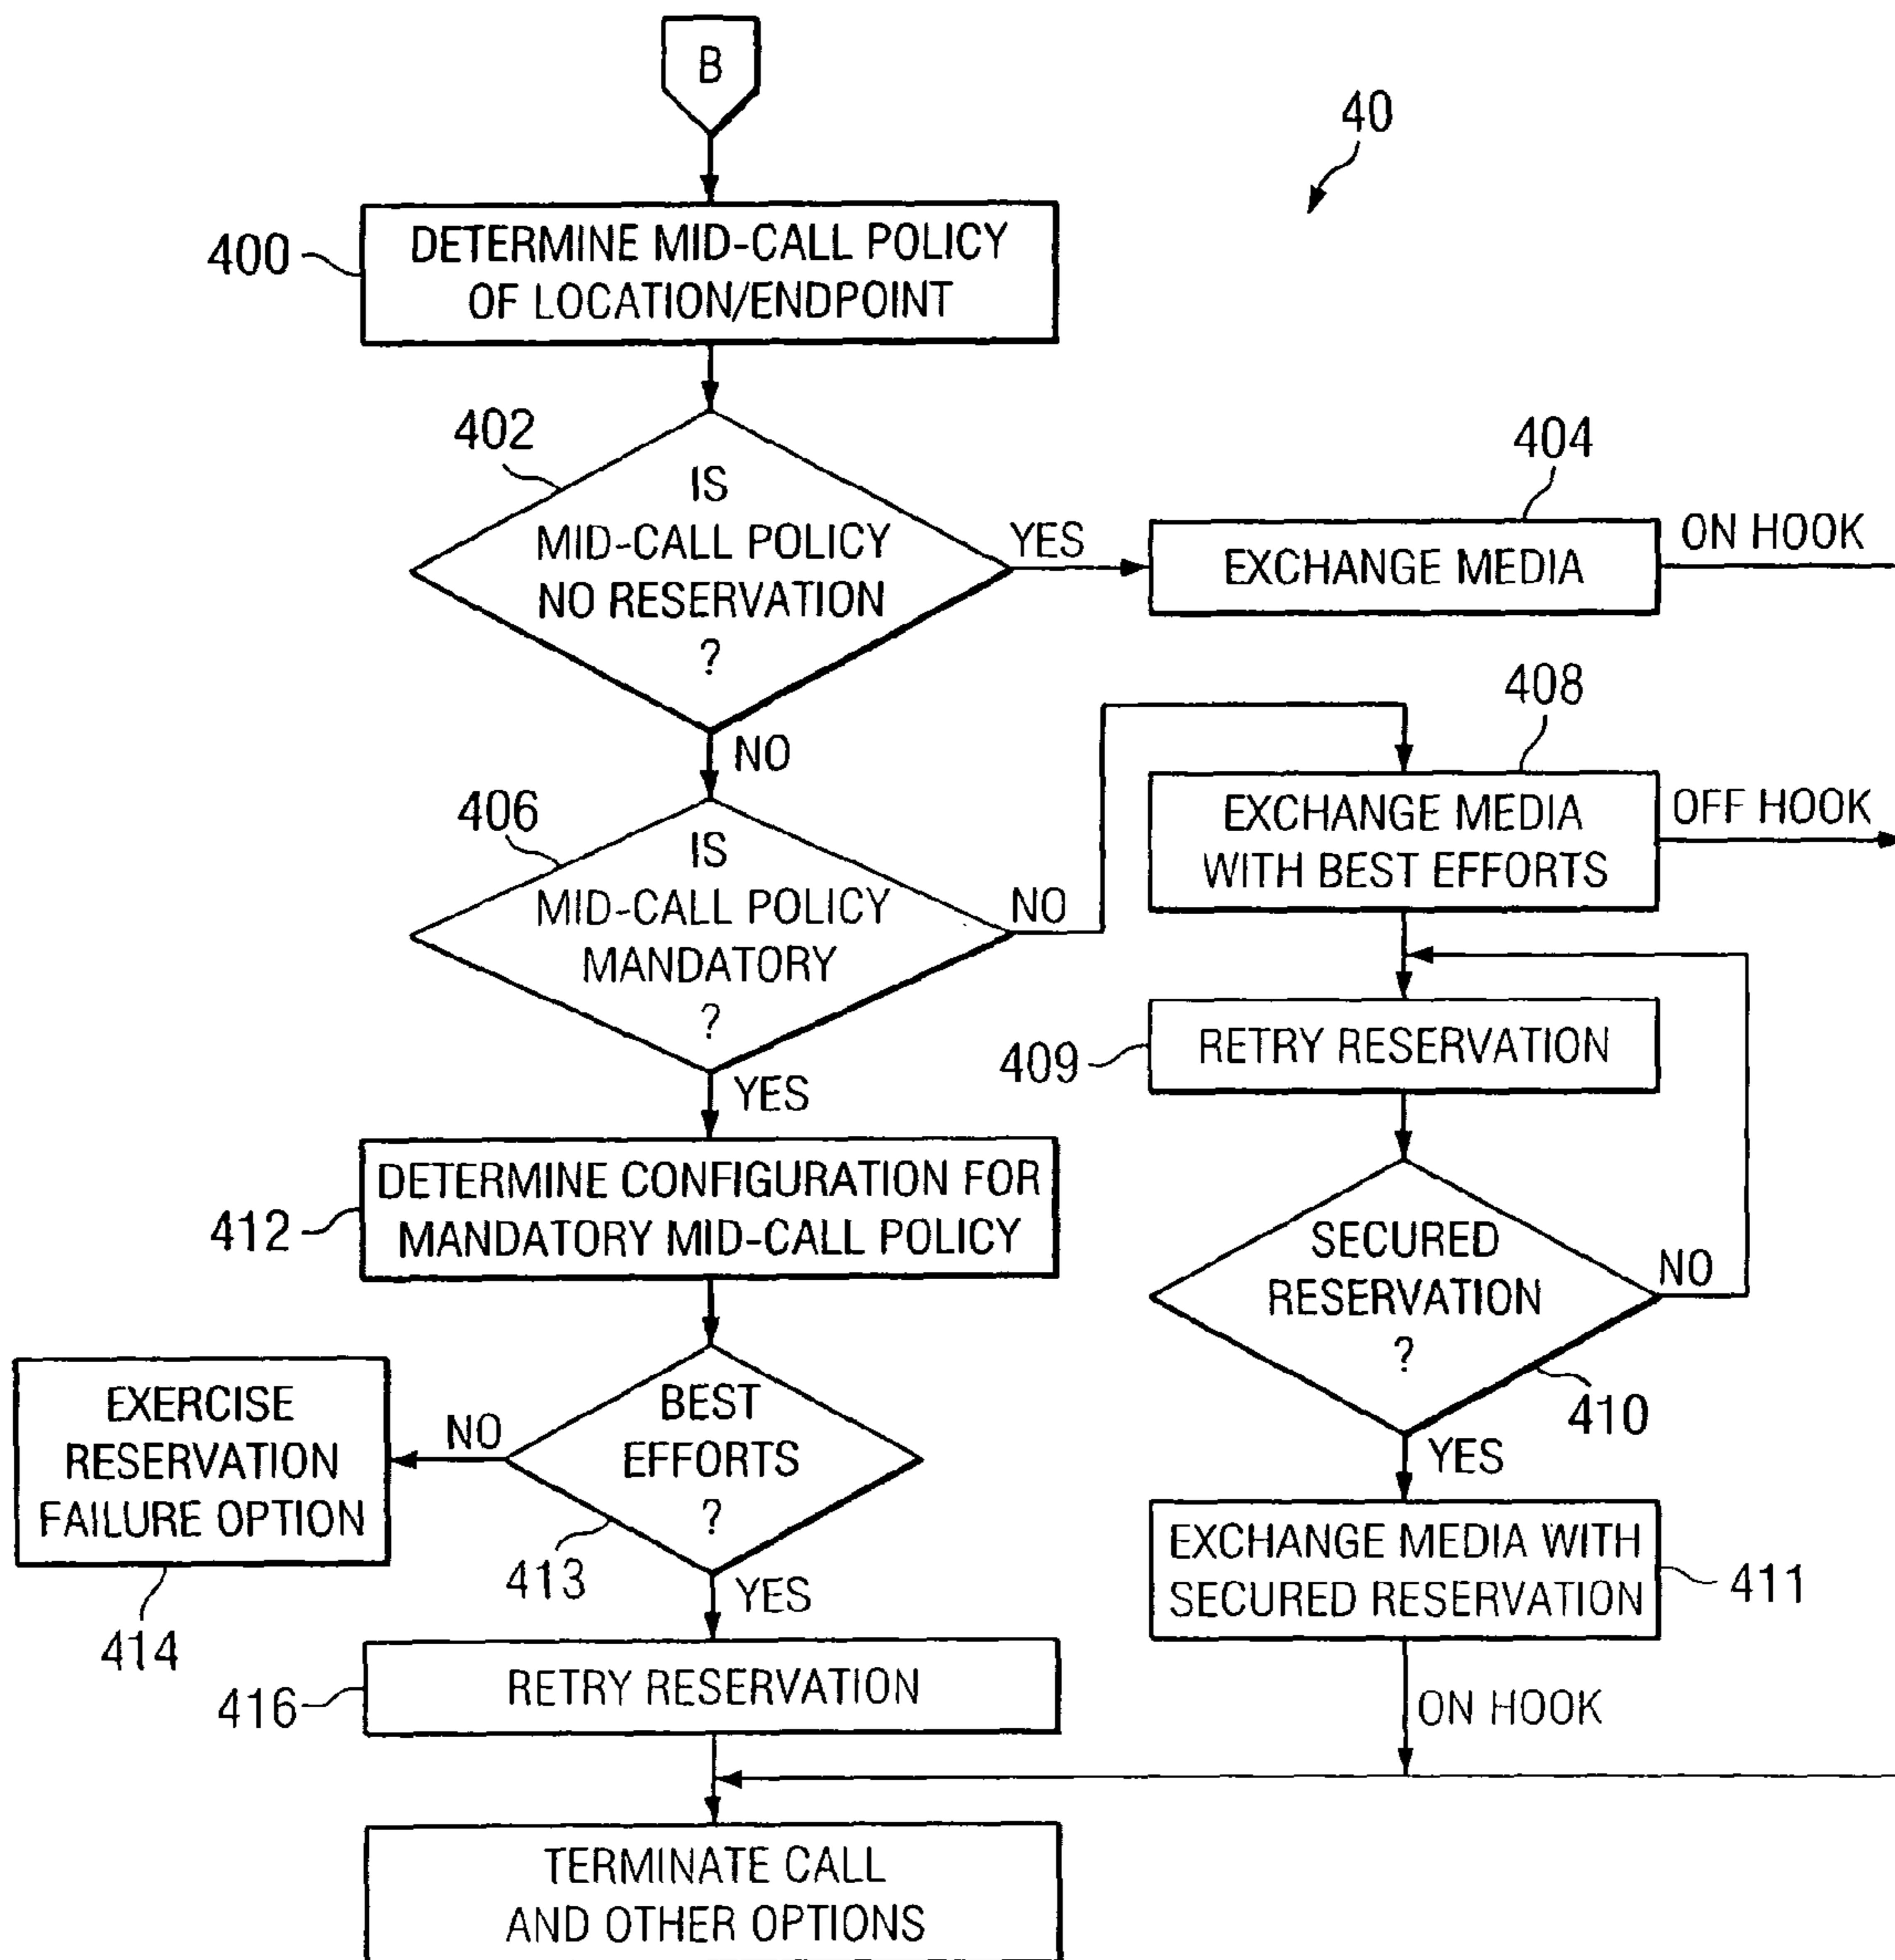 B
40
400
DETERMINE MID-CALL POLICY
OF LOCATION/ENDPOINT
402
IS
MID-CALL POLICY
NO RESERVATION
?
YES
404
EXCHANGE MEDIA
ON HOOK
NO
406
IS
MID-CALL POLICY
MANDATORY
?
NO
408
EXCHANGE MEDIA
WITH BEST EFFORTS
OFF HOOK
409
RETRY RESERVATION
SECURED
RESERVATION
?
NO
410
YES
EXCHANGE MEDIA WITH
SECURED RESERVATION
411
ON HOOK
YES
412
DETERMINE CONFIGURATION FOR
MANDATORY MID-CALL POLICY
BEST
EFFORTS
?
413
NO
EXERCISE
RESERVATION
FAILURE OPTION
414
YES
416
RETRY RESERVATION
TERMINATE CALL
AND OTHER OPTIONS